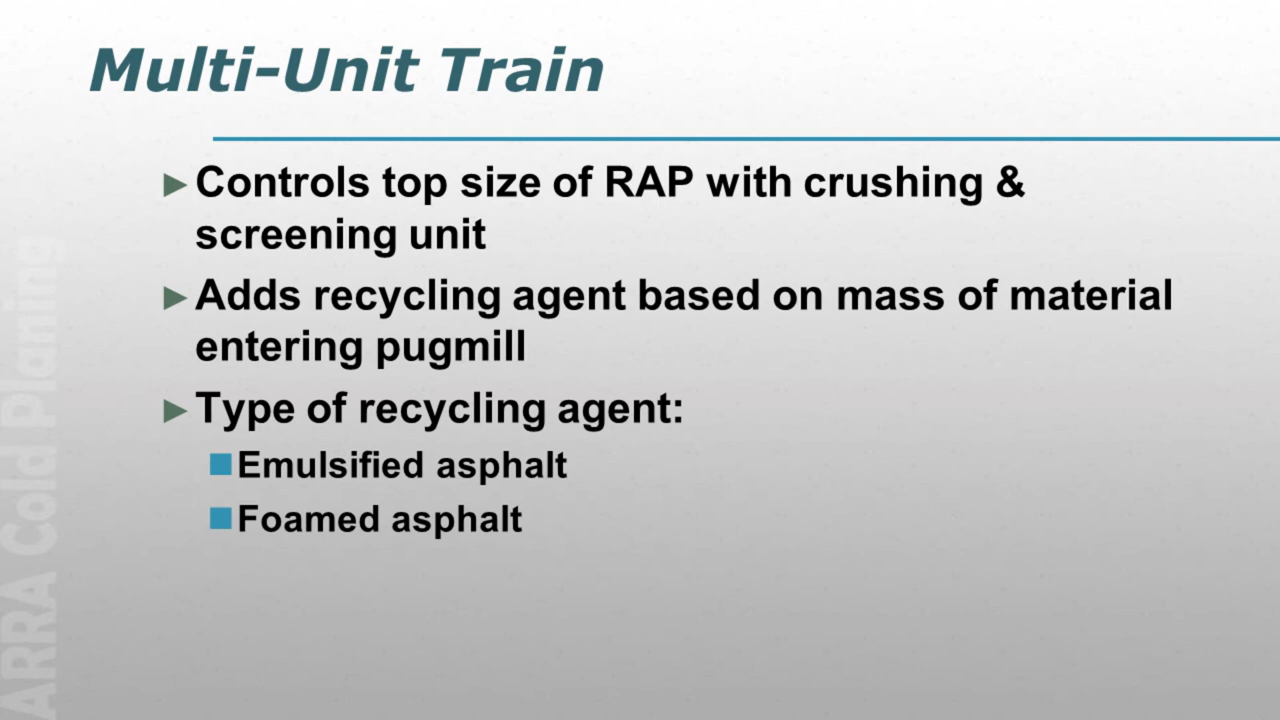 Multi-Unit Train
►Controls top size of RAP with crushing &
screening unit
►Adds recycling agent based on mass of material
entering pugmill
►Type of recycling agent:
■Emulsified asphalt
■Foamed asphalt
ARRA Cold Planing